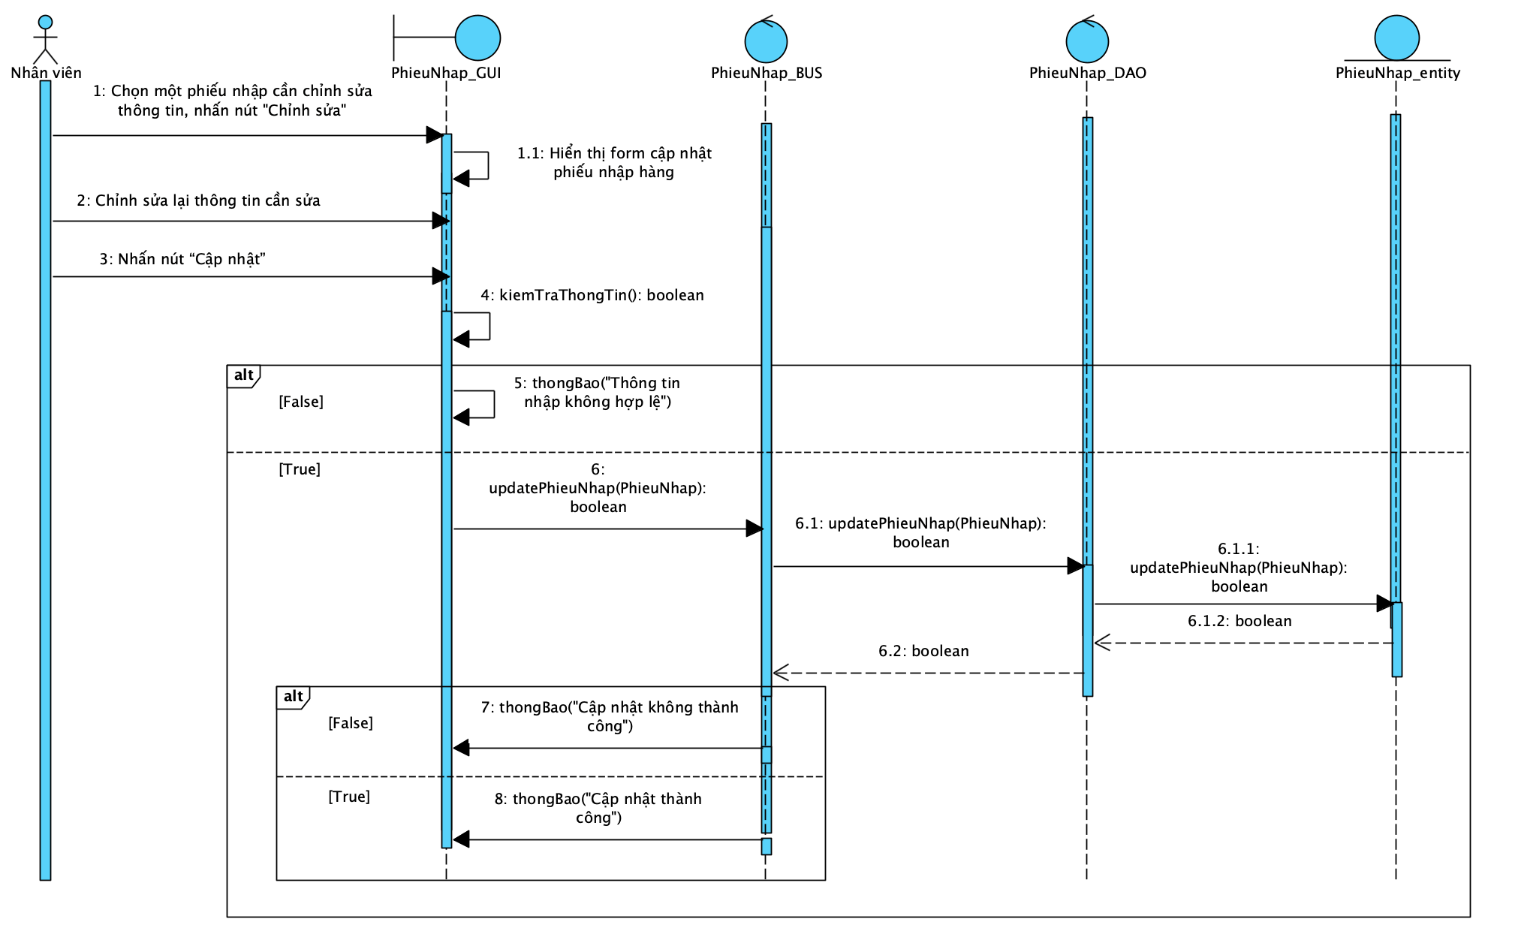 Nhân viên
PhieuNhap_GUI
PhieuNhap_BUS
PhieuNhap_DAO
PhieuNhap_entity
1: Chọn một phiếu nhập cần chỉnh sửa
thông tin, nhấn nút "Chỉnh sửa"
1.1: Hiển thị form cập nhật
phiếu nhập hàng
2: Chỉnh sửa lại thông tin cần sửa
3: Nhấn nút “Cập nhật”
4: kiemTraThongTin(): boolean
alt
[False]
5: thongBao("Thông tin
nhập không hợp lệ")
[True]
6:
updatePhieuNhap(PhieuNhap):
boolean
6.1: updatePhieuNhap(PhieuNhap):
boolean
6.1.1:
updatePhieuNhap(PhieuNhap):
boolean
6.1.2: boolean
6.2: boolean
alt
[False]
7: thongBao("Cập nhật không thành
công")
[True]
8: thongBao("Cập nhật thành
công")